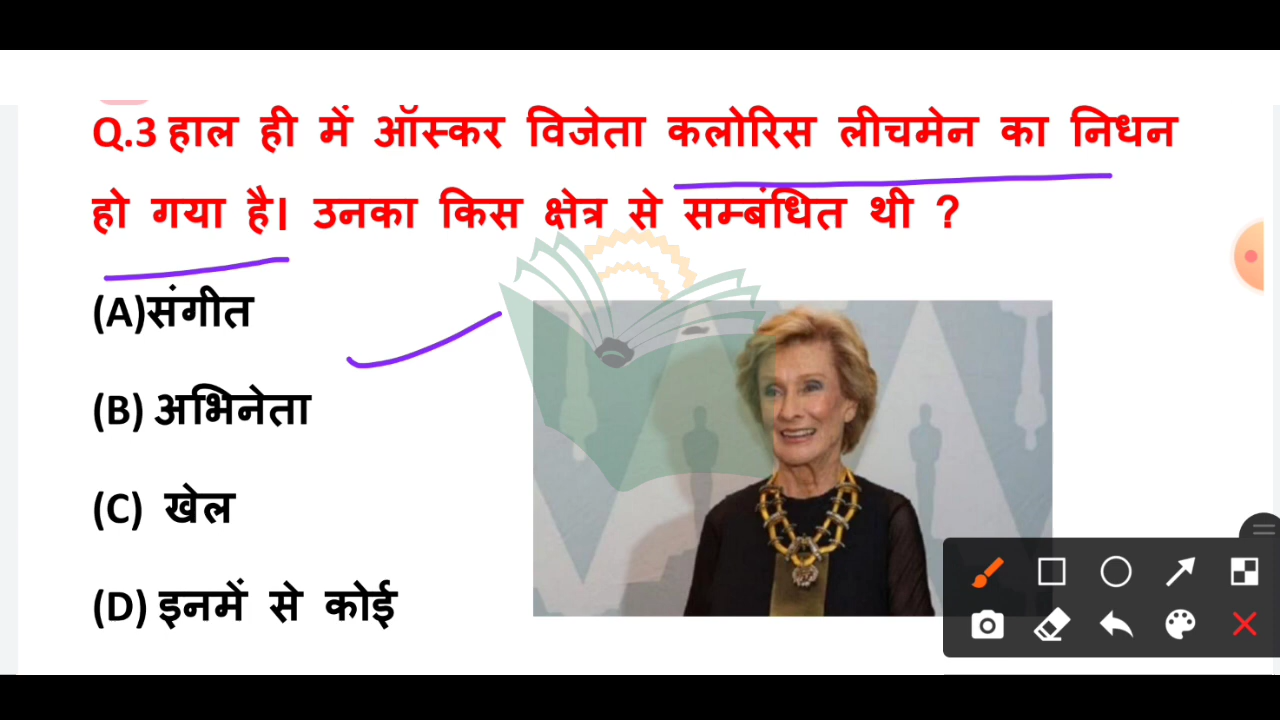 Q.3 हाल ही में ऑस्कर विजेता कलोरिस लीचमेन का निधन
हो गया है। उनका किस क्षेत्र से सम्बंधित थी ?
(A)संगीत
(B) अभिनेता
(C) खेल
(D) इनमें से कोई